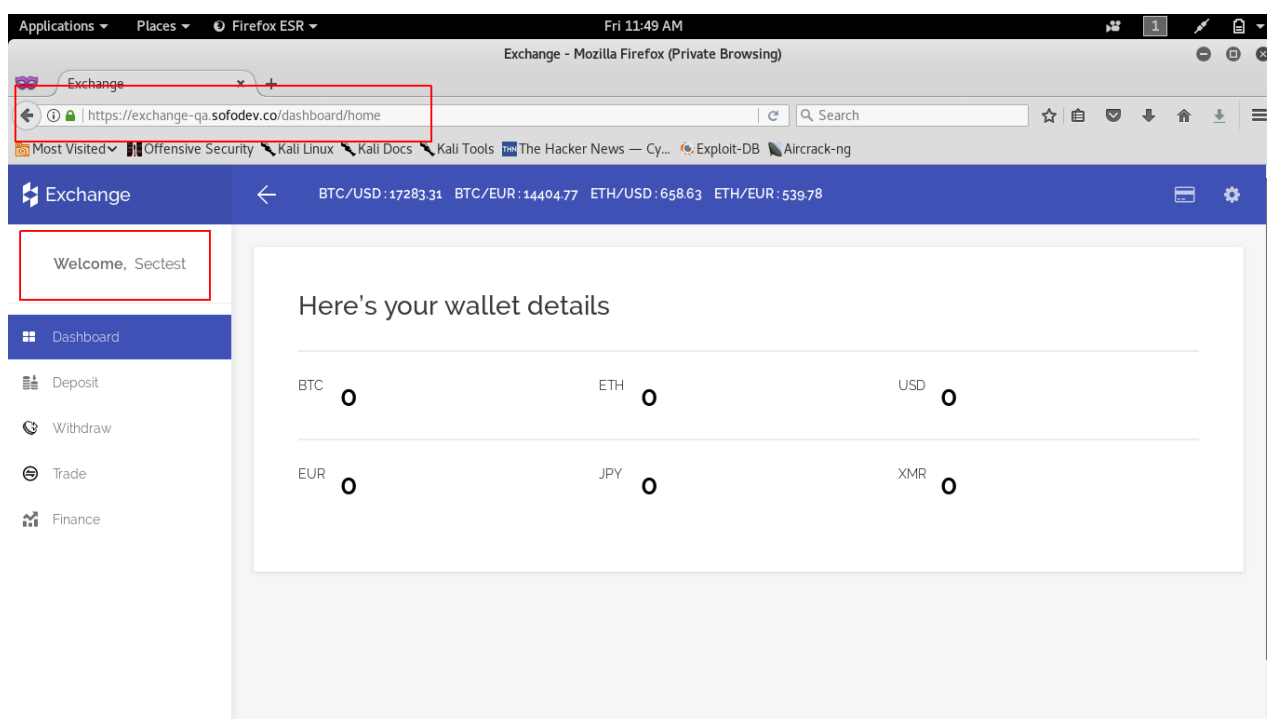 Applications Places Firefox ESR Fri 11:49 AM 1
Exchange - Mozilla Firefox (Private Browsing)
Exchange
https://exchange-qa.sofodev.co/dashboard/home Search
Most Visited Offensive Security Kali Linux Kali Docs Kali Tools THN The Hacker News — Cy... Exploit-DB Aircrack-ng
Exchange BTC/USD : 17283.31 BTC/EUR : 14404.77 ETH/USD : 658.63 ETH/EUR : 539.78
Welcome, Sectest
Here's your wallet details
Dashboard
Deposit
BTC 0 ETH 0 USD 0
Withdraw
Trade
EUR 0 JPY 0 XMR 0
Finance